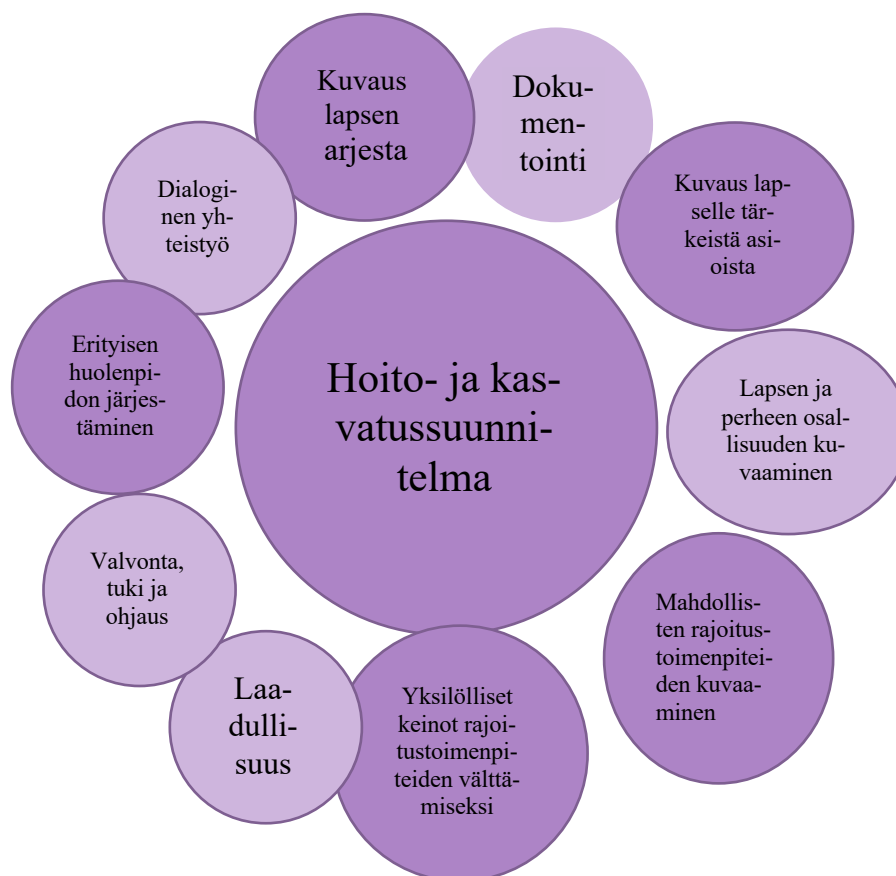 Kuvaus
lapsen
arjesta
Doku-
men-
tointi
Kuvaus lap-
selle tär-
keistä asi-
oista
Lapsen ja
perheen osal-
lisuuden ku-
vaaminen
Mahdollis-
ten rajoitus-
toimenpitei-
den kuvaa-
minen
Yksilölliset
keinot rajoi-
tustoimenpi-
teiden välttä-
miseksi
Laa-
dulli-
suus
Valvonta,
tuki ja
ohjaus
Erityisen
huolenpi-
don järjes-
täminen
Dialogi-
nen yh-
teistyö
Hoito- ja kas-
vatussuunni-
telma